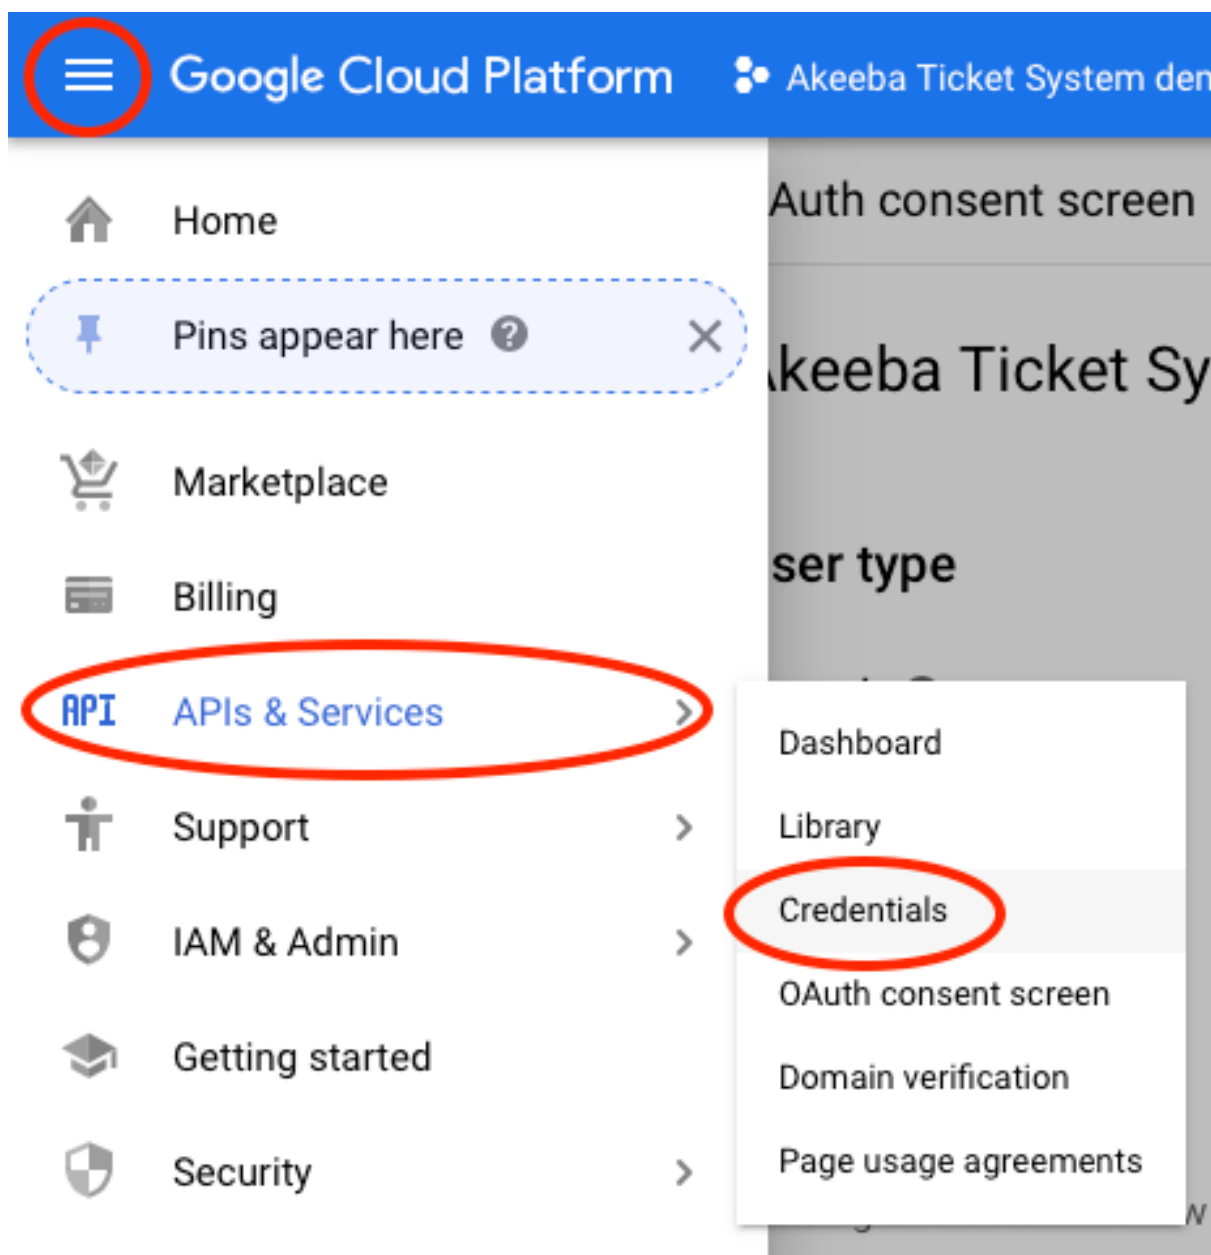 Google Cloud Platform Akeeba Ticket System den
Home
Auth consent screen
Pins appear here ?
keeba Ticket Sy
Marketplace
ser type
Billing
API APIs & Services
Support
IAM & Admin
Getting started
Security
Dashboard
Library
Credentials
OAuth consent screen
Domain verification
Page usage agreements